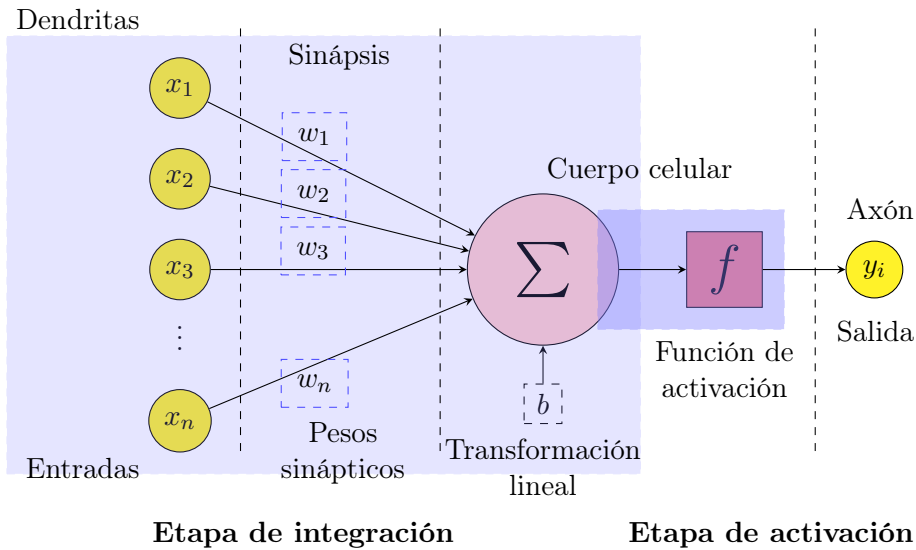 Dendritas
Sinápsis
x1
w1
x2
w2
Cuerpo celular
x3
w3
∑
f
Axón
yi
Salida
⋮
Función de
activación
wn
xn
b
Pesos
sinápticos
Entradas
Transformación
lineal
Etapa de integración
Etapa de activación